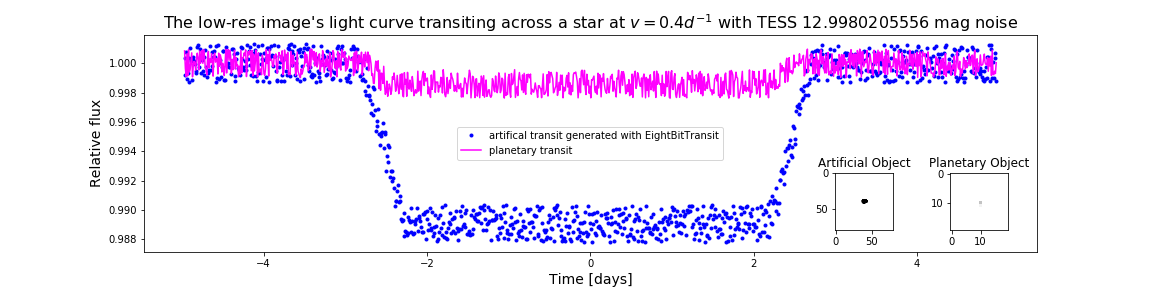 The low-res image's light curve transiting across a star at v = 0.4d⁻¹ with TESS 12.9980205556 mag noise
Relative flux
1.000
0.998
0.996
0.994
0.992
0.990
0.988
artifical transit generated with EightBitTransit
planetary transit
Artificial Object
0
50
0 50
Planetary Object
0
10
0 10
−4 −2 0 2 4
Time [days]